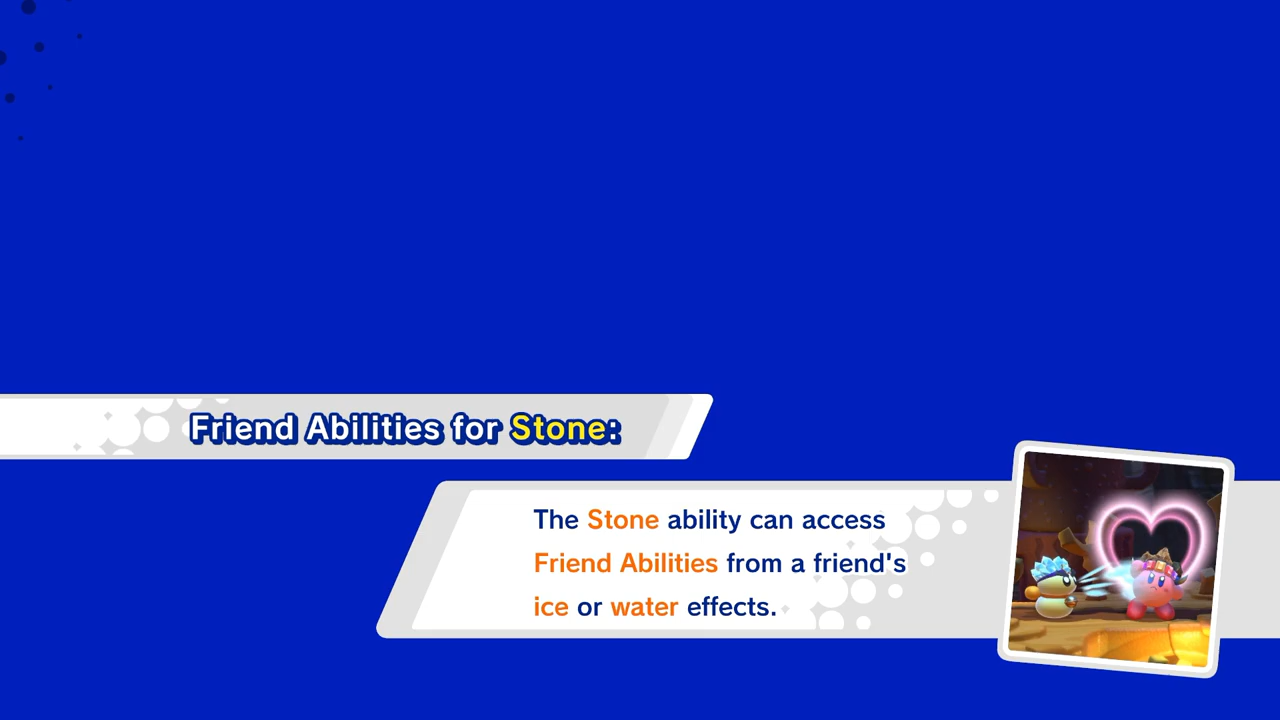 Friend Abilities for Stone:
The Stone ability can access
Friend Abilities from a friend's
ice or water effects.